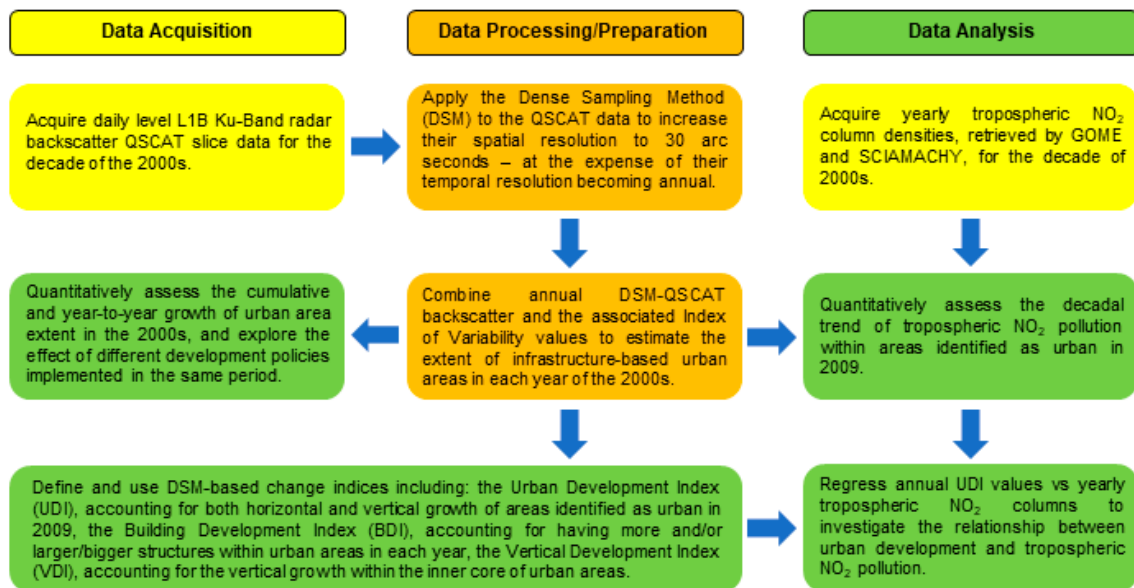 Data Acquisition
Data Processing/Preparation
Data Analysis
Acquire daily level L1B Ku-Band radar
backscatter QSCAT slice data for the
decade of the 2000s.
Apply the Dense Sampling Method
(DSM) to the QSCAT data to increase
their spatial resolution to 30 arc
seconds – at the expense of their
temporal resolution becoming annual.
Acquire yearly tropospheric NO₂
column densities, retrieved by GOME
and SCIAMACHY, for the decade of
2000s.
Quantitatively assess the cumulative
and year-to-year growth of urban area
extent in the 2000s, and explore the
effect of different development policies
implemented in the same period.
Combine annual DSM-QSCAT
backscatter and the associated Index
of Variability values to estimate the
extent of infrastructure-based urban
areas in each year of the 2000s.
Quantitatively assess the decadal
trend of tropospheric NO₂ pollution
within areas identified as urban in
2009.
Define and use DSM-based change indices including: the Urban Development Index
(UDI), accounting for both horizontal and vertical growth of areas identified as urban in
2009, the Building Development Index (BDI), accounting for having more and/or
larger/bigger structures within urban areas in each year, the Vertical Development Index
(VDI), accounting for the vertical growth within the inner core of urban areas.
Regress annual UDI values vs yearly
tropospheric NO₂ columns to
investigate the relationship between
urban development and tropospheric
NO₂ pollution.